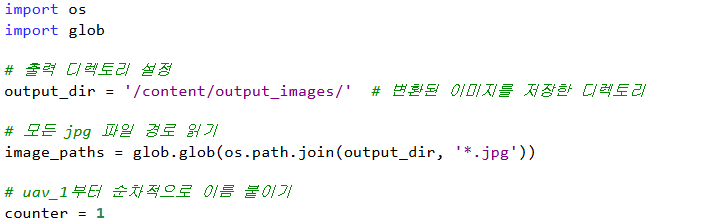 import os
import glob
# 출력 디렉토리 설정
output_dir = '/content/output_images/'  # 변환된 이미지를 저장한 디렉토리
# 모든 jpg 파일 경로 읽기
image_paths = glob.glob(os.path.join(output_dir, '*.jpg'))
# uav_1부터 순차적으로 이름 붙이기
counter = 1